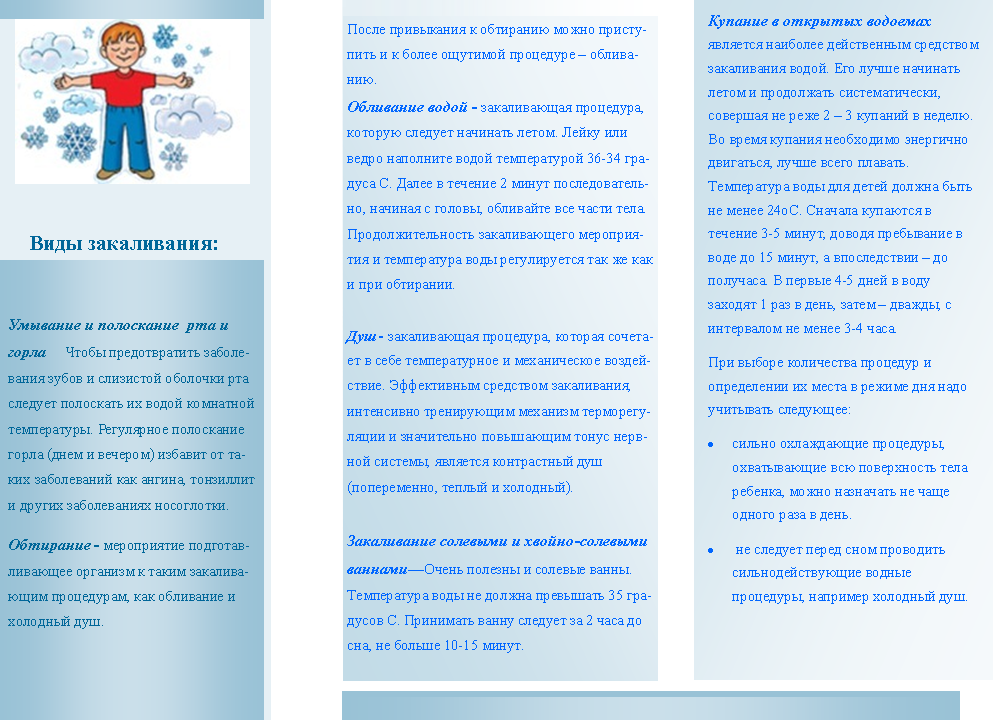 Виды закаливания:
Умывание и полоскание рта и
горла Чтобы предотвратить заболе-
вания зубов и слизистой оболочки рта
следует полоскать их водой комнатной
температуры. Регулярное полоскание
горла (днем и вечером) избавит от та-
ких заболеваний как ангина, тонзиллит
и других заболеваниях носоглотки.
Обтирание - мероприятие подготав-
ливающее организм к таким закалива-
ющим процедурам, как обливание и
холодный душ.
После привыкания к обтиранию можно присту-
пить и к более ощутимой процедуре – облива-
нию.
Обливание водой - закаливающая процедура,
которую следует начинать летом. Лейку или
ведро наполните водой температурой 36-34 гра-
дуса С. Далее в течение 2 минут последователь-
но, начиная с головы, обливайте все части тела.
Продолжительность закаливающего мероприя-
тия и температура воды регулируется так же как
и при обтирании.
Душ - закаливающая процедура, которая сочета-
ет в себе температурное и механическое воздей-
ствие. Эффективным средством закаливания,
интенсивно тренирующим механизм терморегу-
ляции и значительно повышающим тонус нерв-
ной системы, является контрастный душ
(попеременно, теплый и холодный).
Закаливание солевыми и хвойно-солевыми
ваннами—Очень полезны и солевые ванны.
Температура воды не должна превышать 35 гра-
дусов С. Принимать ванну следует за 2 часа до
сна, не больше 10-15 минут.
Купание в открытых водоемах
является наиболее действенным средством
закаливания водой. Его лучше начинать
летом и продолжать систематически,
совершая не реже 2 – 3 купаний в неделю.
Во время купания необходимо энергично
двигаться, лучше всего плавать.
Температура воды для детей должна быть
не менее 24оС. Сначала купаются в
течение 3-5 минут, доводя пребывание в
воде до 15 минут, а впоследствии – до
получаса. В первые 4-5 дней в воду
заходят 1 раз в день, затем – дважды, с
интервалом не менее 3-4 часа.
При выборе количества процедур и
определении их места в режиме дня надо
учитывать следующее:
• сильно охлаждающие процедуры,
охватывающие всю поверхность тела
ребенка, можно назначать не чаще
одного раза в день.
• не следует перед сном проводить
сильнодействующие водные
процедуры, например холодный душ.